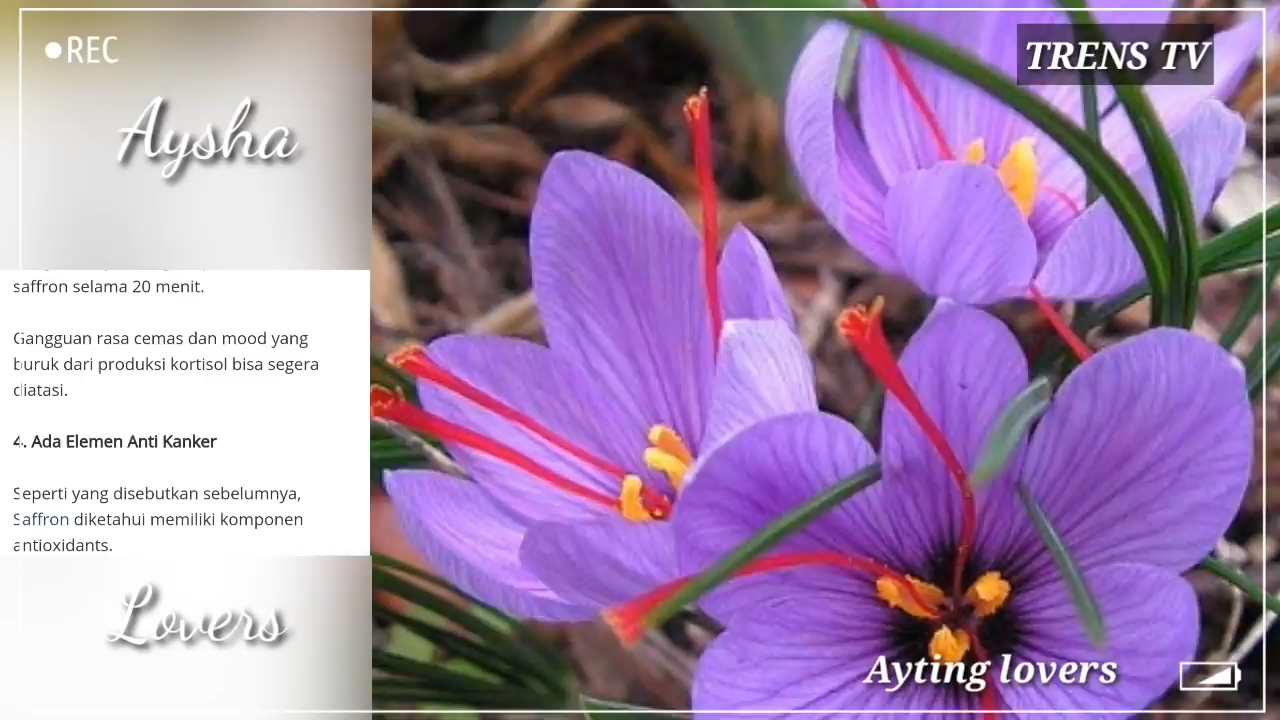 REC
TRENS TV
Aysha
saffron selama 20 menit.
Gangguan rasa cemas dan mood yang
buruk dari produksi kortisol bisa segera
diatasi.
4. Ada Elemen Anti Kanker
Seperti yang disebutkan sebelumnya,
Saffron diketahui memiliki komponen
antioxidants.
Lovers
Ayting lovers